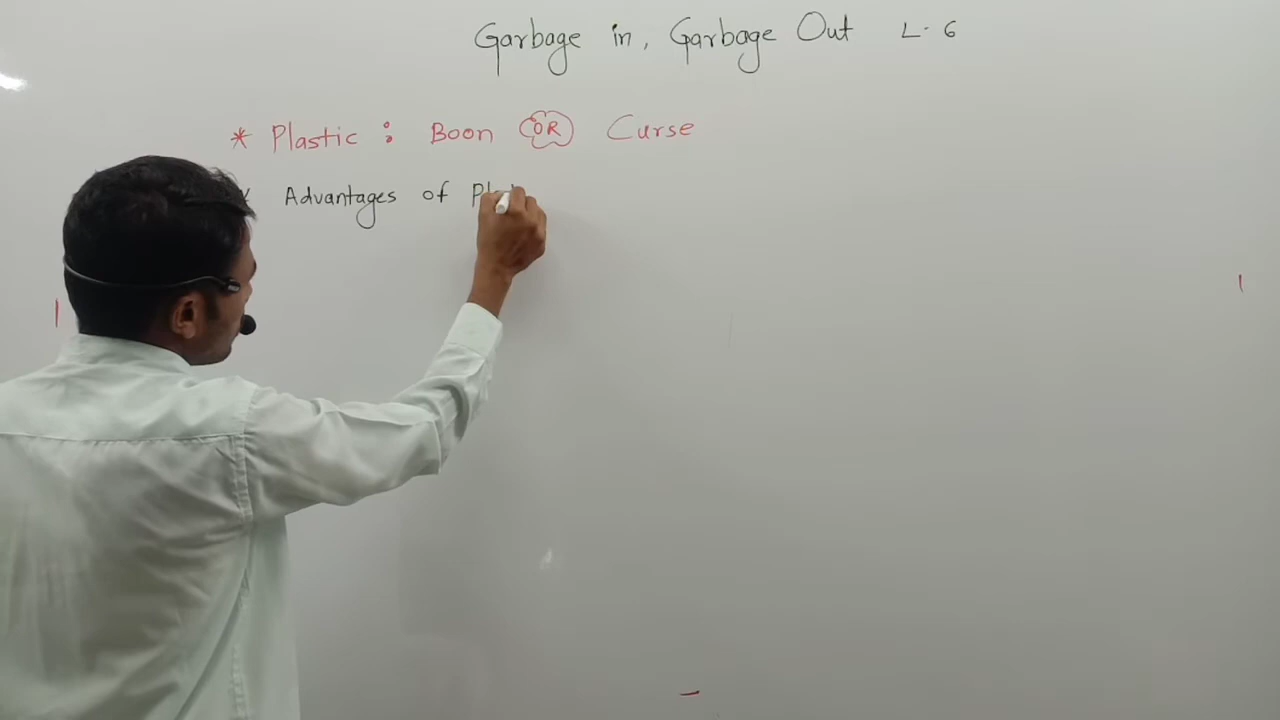 Garbage in, Garbage Out L. 6
* Plastic : Boon OR Curse
* Advantages of